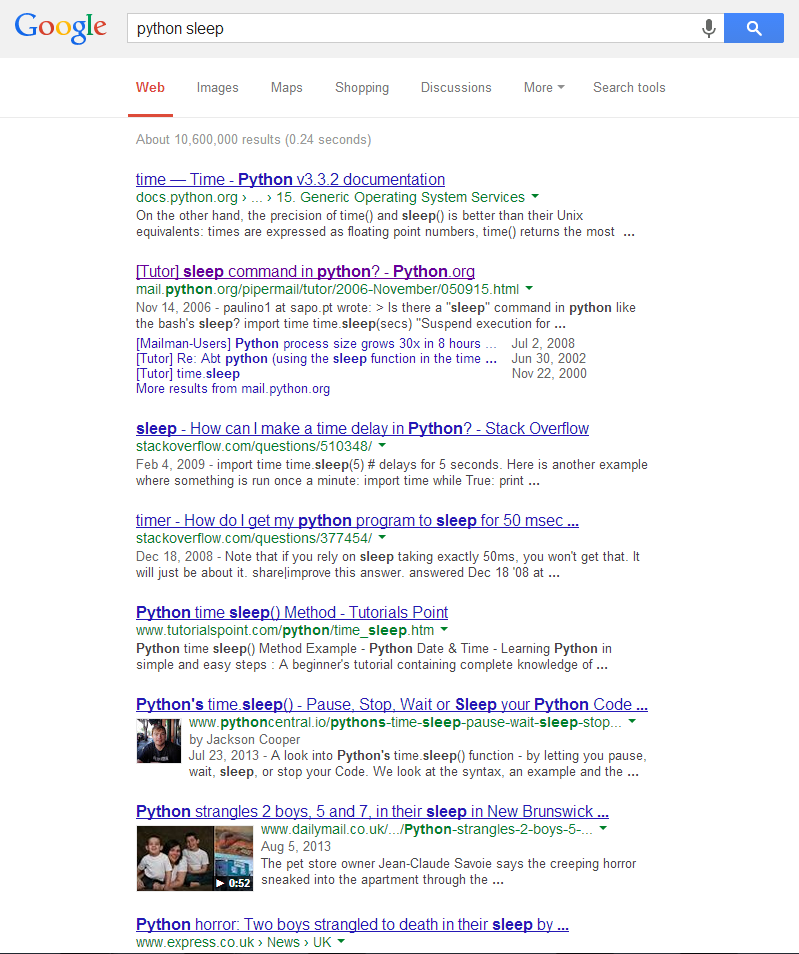 Google
python sleep
Web Images Maps Shopping Discussions More Search tools
About 10,600,000 results (0.24 seconds)
time — Time - Python v3.3.2 documentation
docs.python.org › ... › 15. Generic Operating System Services
On the other hand, the precision of time() and sleep() is better than their Unix
equivalents: times are expressed as floating point numbers, time() returns the most ...
[Tutor] sleep command in python? - Python.org
mail.python.org/pipermail/tutor/2006-November/050915.html
Nov 14, 2006 - paulino1 at sapo.pt wrote: > Is there a "sleep" command in python like
the bash's sleep? import time time.sleep(secs) "Suspend execution for ...
[Mailman-Users] Python process size grows 30x in 8 hours ... Jul 2, 2008
[Tutor] Re: Abt python (using the sleep function in the time ... Jun 30, 2002
[Tutor] time.sleep Nov 22, 2000
More results from mail.python.org
sleep - How can I make a time delay in Python? - Stack Overflow
stackoverflow.com/questions/510348/
Feb 4, 2009 - import time time.sleep(5) # delays for 5 seconds. Here is another example
where something is run once a minute: import time while True: print ...
timer - How do I get my python program to sleep for 50 msec ...
stackoverflow.com/questions/377454/
Dec 18, 2008 - Note that if you rely on sleep taking exactly 50ms, you won't get that. It
will just be about it. share|improve this answer. answered Dec 18 '08 at ...
Python time sleep() Method - Tutorials Point
www.tutorialspoint.com/python/time_sleep.htm
Python time sleep() Method Example - Python Date & Time - Learning Python in
simple and easy steps : A beginner's tutorial containing complete knowledge of ...
Python's time.sleep() - Pause, Stop, Wait or Sleep your Python Code ...
www.pythoncentral.io/pythons-time-sleep-pause-wait-sleep-stop...
by Jackson Cooper
Jul 23, 2013 - A look into Python's time.sleep() function - by letting you pause,
wait, sleep, or stop your Code. We look at the syntax, an example and the ...
Python strangles 2 boys, 5 and 7, in their sleep in New Brunswick ...
www.dailymail.co.uk/.../Python-strangles-2-boys-5-...
Aug 5, 2013
The pet store owner Jean-Claude Savoie says the creeping horror
sneaked into the apartment through the ...
0:52
Python horror: Two boys strangled to death in their sleep by ...
www.express.co.uk › News › UK